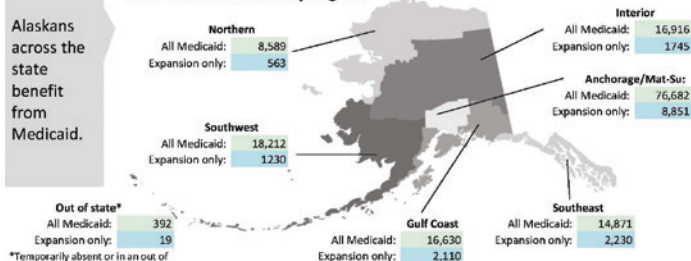 Alaskans
across the
state
benefit
from
Medicaid.
Northern
All Medicaid: 8,589
Expansion only: 563
Interior
All Medicaid: 16,916
Expansion only: 1745
Anchorage/Mat-Su:
All Medicaid: 76,682
Expansion only: 8,851
Southwest
All Medicaid: 18,212
Expansion only: 1230
Out of state*
All Medicaid: 392
Expansion only: 19
*Temporarily absent or in an out of
Gulf Coast
All Medicaid: 16,630
Expansion only: 2,110
Southeast
All Medicaid: 14,871
Expansion only: 2,230